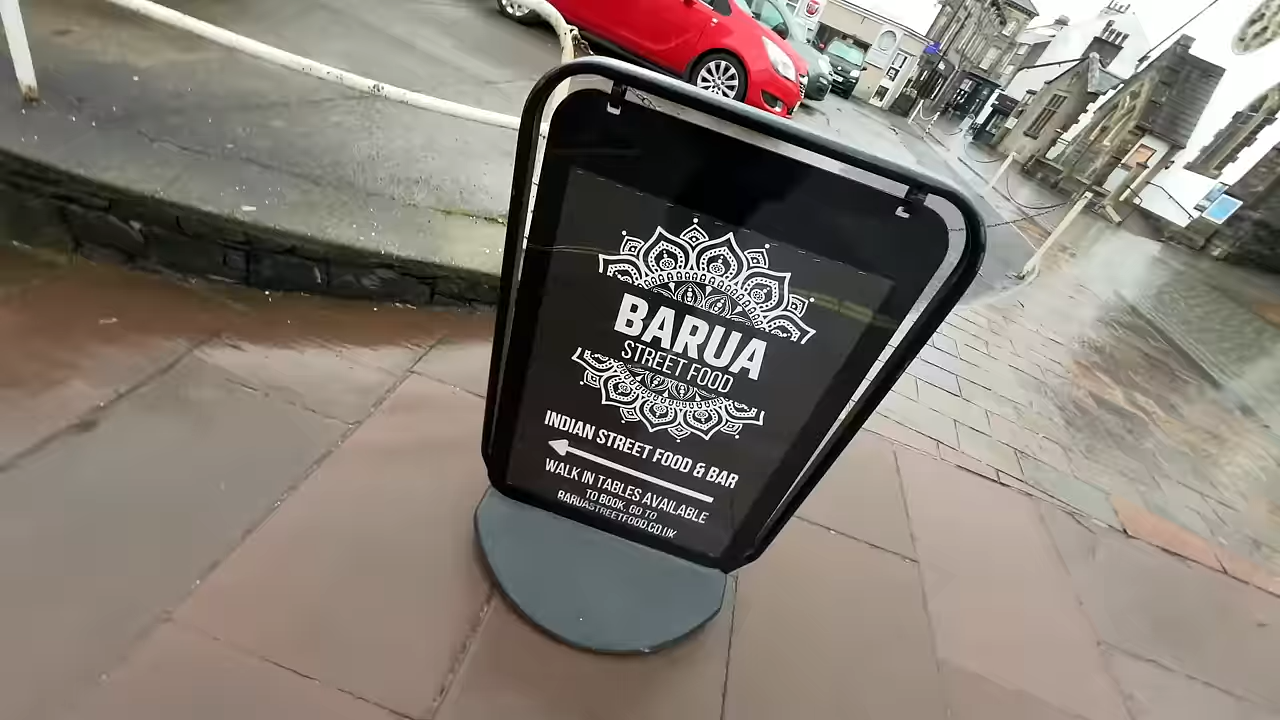 BARUA
STREET FOOD
INDIAN STREET FOOD & BAR
WALK IN TABLES AVAILABLE
TO BOOK, GO TO
BARUASTREETFOOD.CO.UK